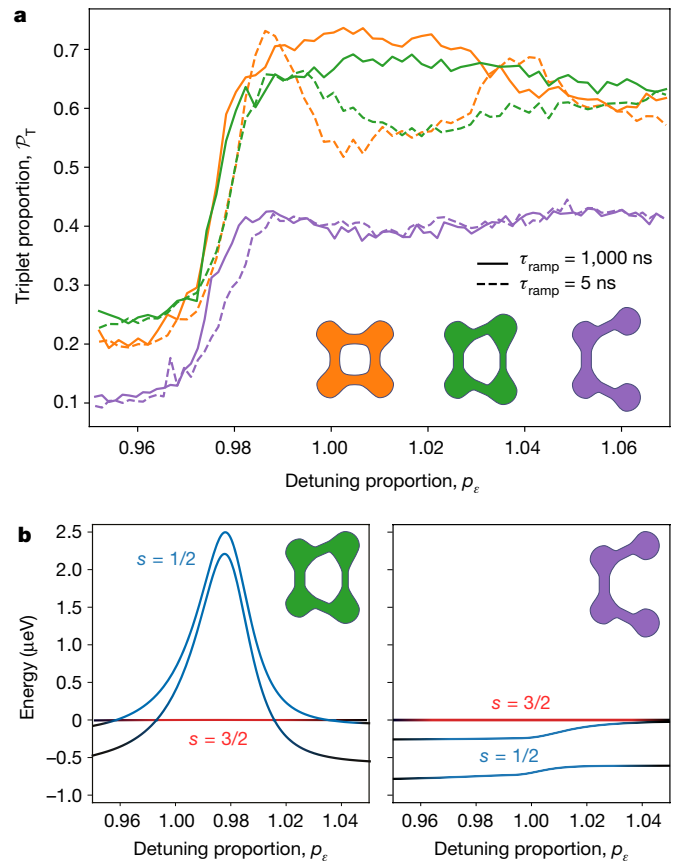 a
0.7
0.6
0.5
0.4
0.3
0.2
0.1
Triplet proportion, 𝒫T
τramp = 1,000 ns
τramp = 5 ns
0.96 0.98 1.00 1.02 1.04 1.06
Detuning proportion, pε
b
2.5
2.0
1.5
1.0
0.5
0
−0.5
−1.0
Energy (μeV)
s = 1/2
s = 3/2
0.96 1.00 0.98 1.02 1.04
Detuning proportion, pε
s = 3/2
s = 1/2
0.96 0.98 1.00 1.02 1.04
Detuning proportion, pε